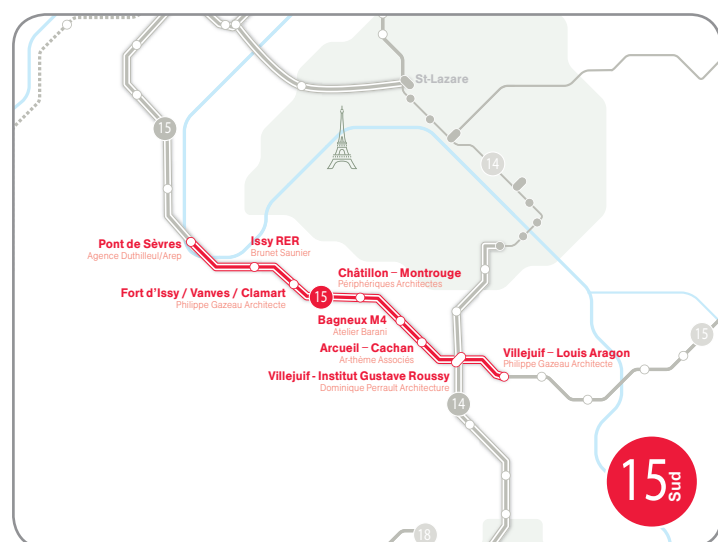 St-Lazare
15
14
Pont de Sèvres
Agence Duthilleul/Arep
Issy RER
Brunet Saunier
Fort d'Issy / Vanves / Clamart
Philippe Gazeau Architecte
15
Châtillon – Montrouge
Périphériques Architectes
Bagneux M4
Atelier Barani
Arcueil – Cachan
Ar-thème Associés
Villejuif - Institut Gustave Roussy
Dominique Perrault Architecture
Villejuif – Louis Aragon
Philippe Gazeau Architecte
15
14
15 Sud
18